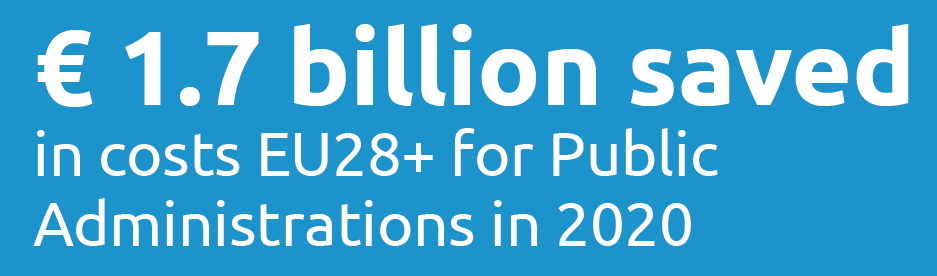 € 1.7 billion saved
in costs EU28+ for Public
Administrations in 2020